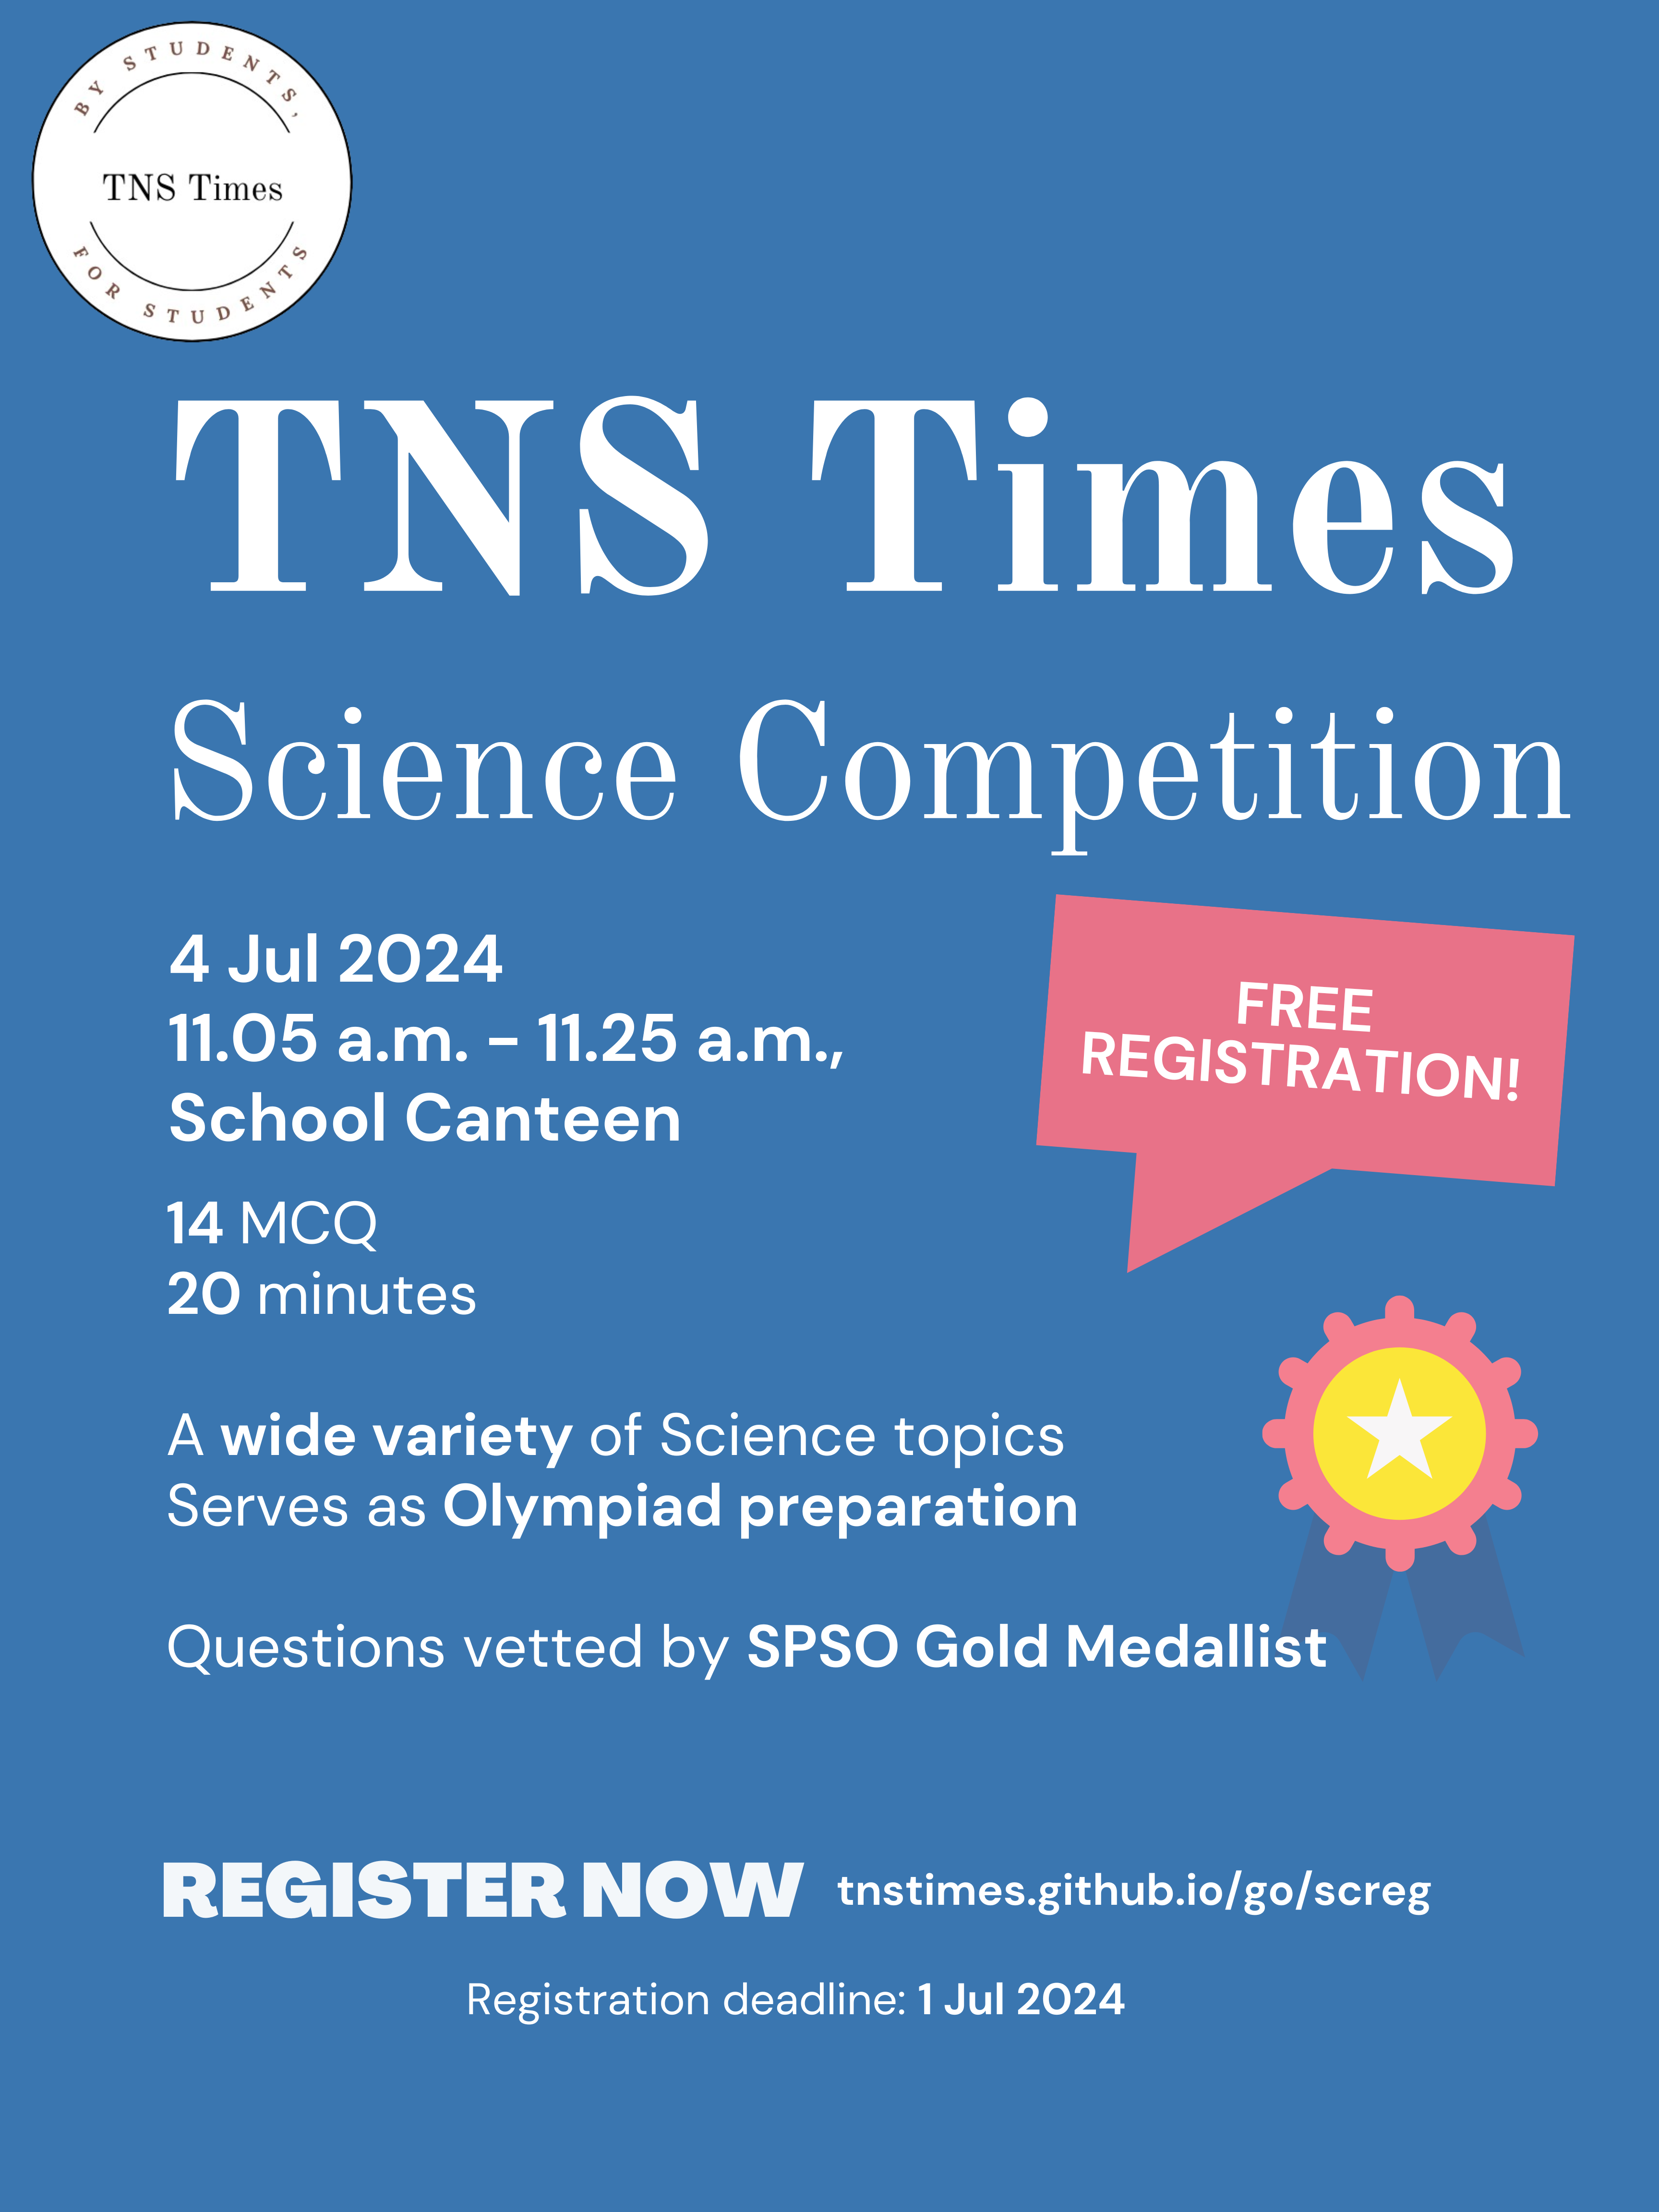 BY STUDENTS,
TNS Times
FOR STUDENTS
TNS Times
Science Competition
4 Jul 2024
11.05 a.m. – 11.25 a.m.,
School Canteen
FREE
REGISTRATION!
14 MCQ
20 minutes
A wide variety of Science topics
Serves as Olympiad preparation
Questions vetted by SPSO Gold Medallist
REGISTER NOW tnstimes.github.io/go/screg
Registration deadline: 1 Jul 2024